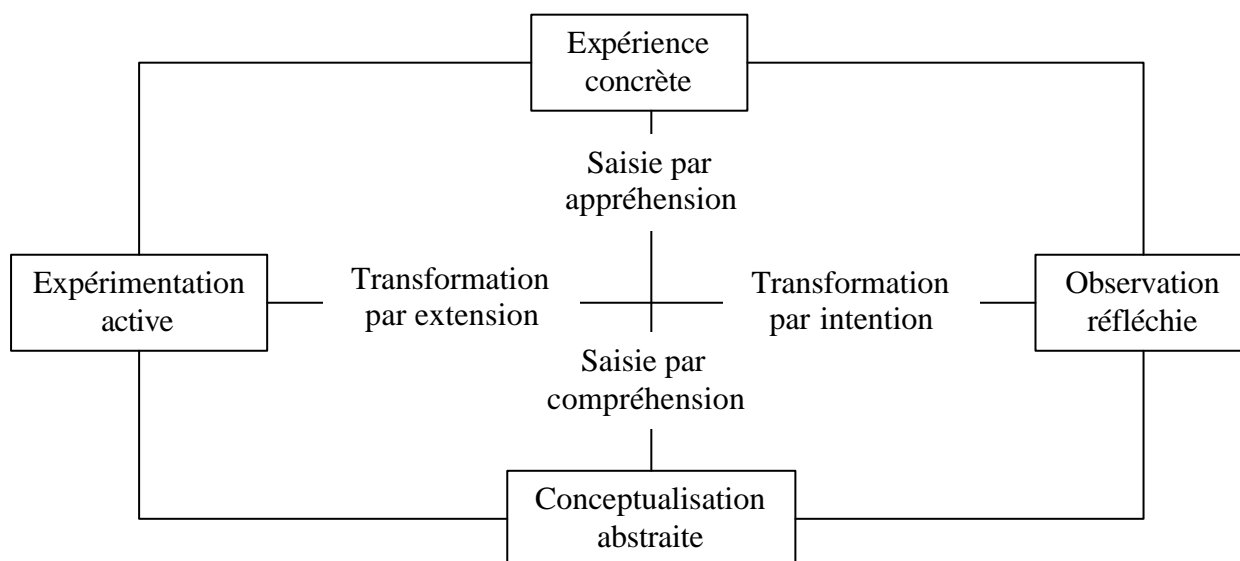 Expérience
concrète
Saisie par
appréhension
Expérimentation
active
Transformation
par extension
Transformation
par intention
Observation
réfléchie
Saisie par
compréhension
Conceptualisation
abstraite